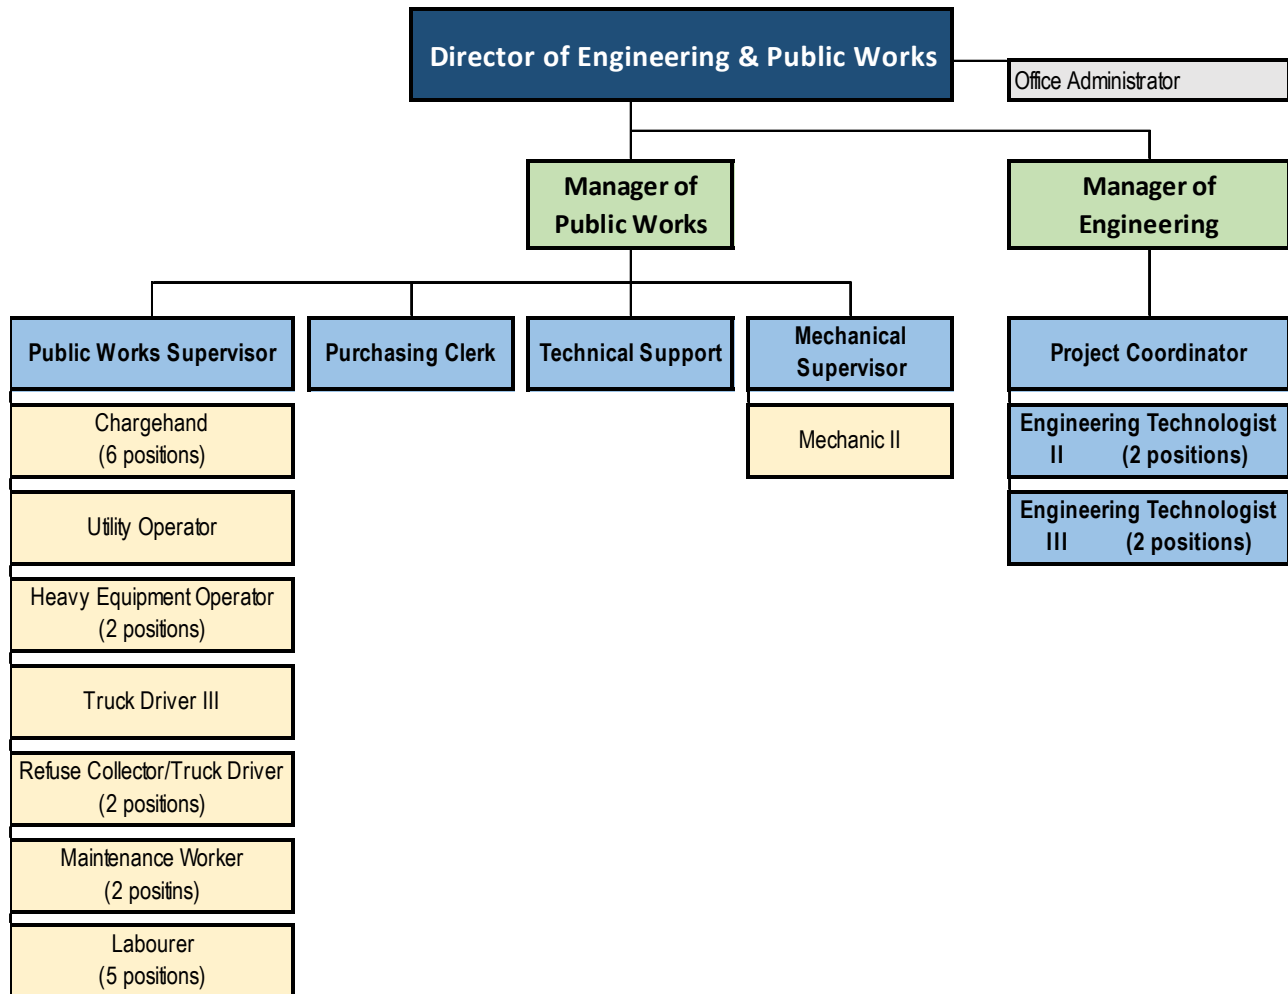 Director of Engineering & Public Works
Office Administrator
Manager of
Public Works
Manager of
Engineering
Public Works Supervisor
Purchasing Clerk
Technical Support
Mechanical
Supervisor
Project Coordinator
Chargehand
(6 positions)
Mechanic II
Engineering Technologist
II (2 positions)
Utility Operator
Engineering Technologist
III (2 positions)
Heavy Equipment Operator
(2 positions)
Truck Driver III
Refuse Collector/Truck Driver
(2 positions)
Maintenance Worker
(2 positins)
Labourer
(5 positions)